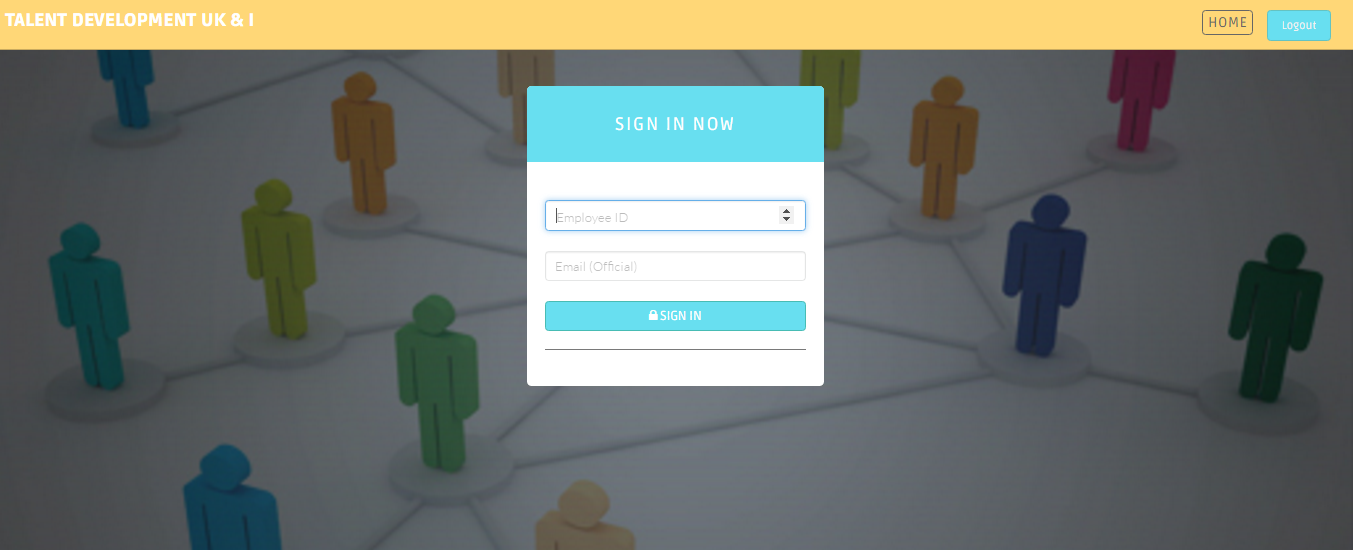 TALENT DEVELOPMENT UK & I
HOME
Logout
SIGN IN NOW
Employee ID
Email (Official)
SIGN IN